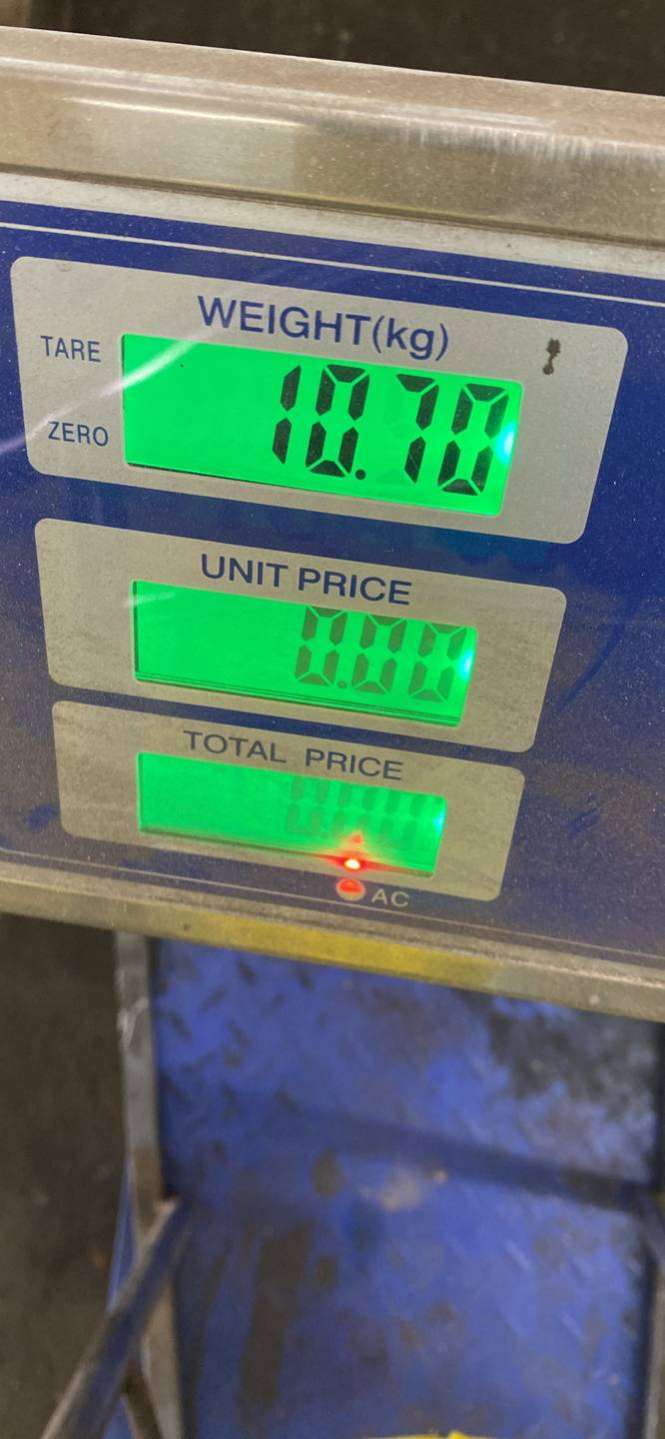 WEIGHT(kg)
TARE
10.70
ZERO
UNIT PRICE
0.00
TOTAL PRICE
AC